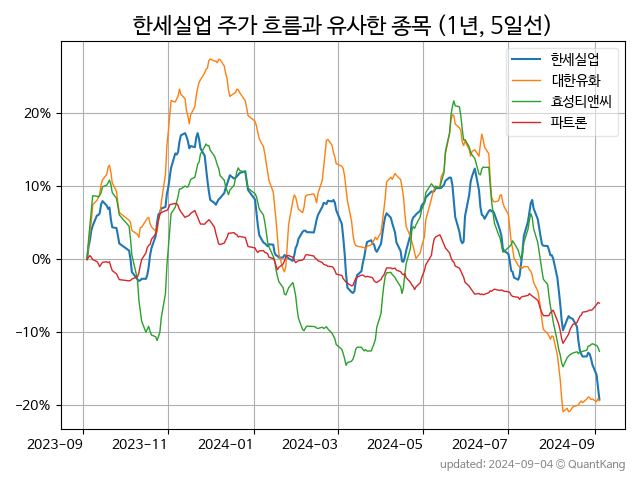 한세실업 주가 흐름과 유사한 종목 (1년, 5일선)
한세실업
대한유화
효성티앤씨
파트론
20%
10%
0%
−10%
−20%
2023-09
2023-11
2024-01
2024-03
2024-05
2024-07
2024-09
updated: 2024-09-04 © QuantKang